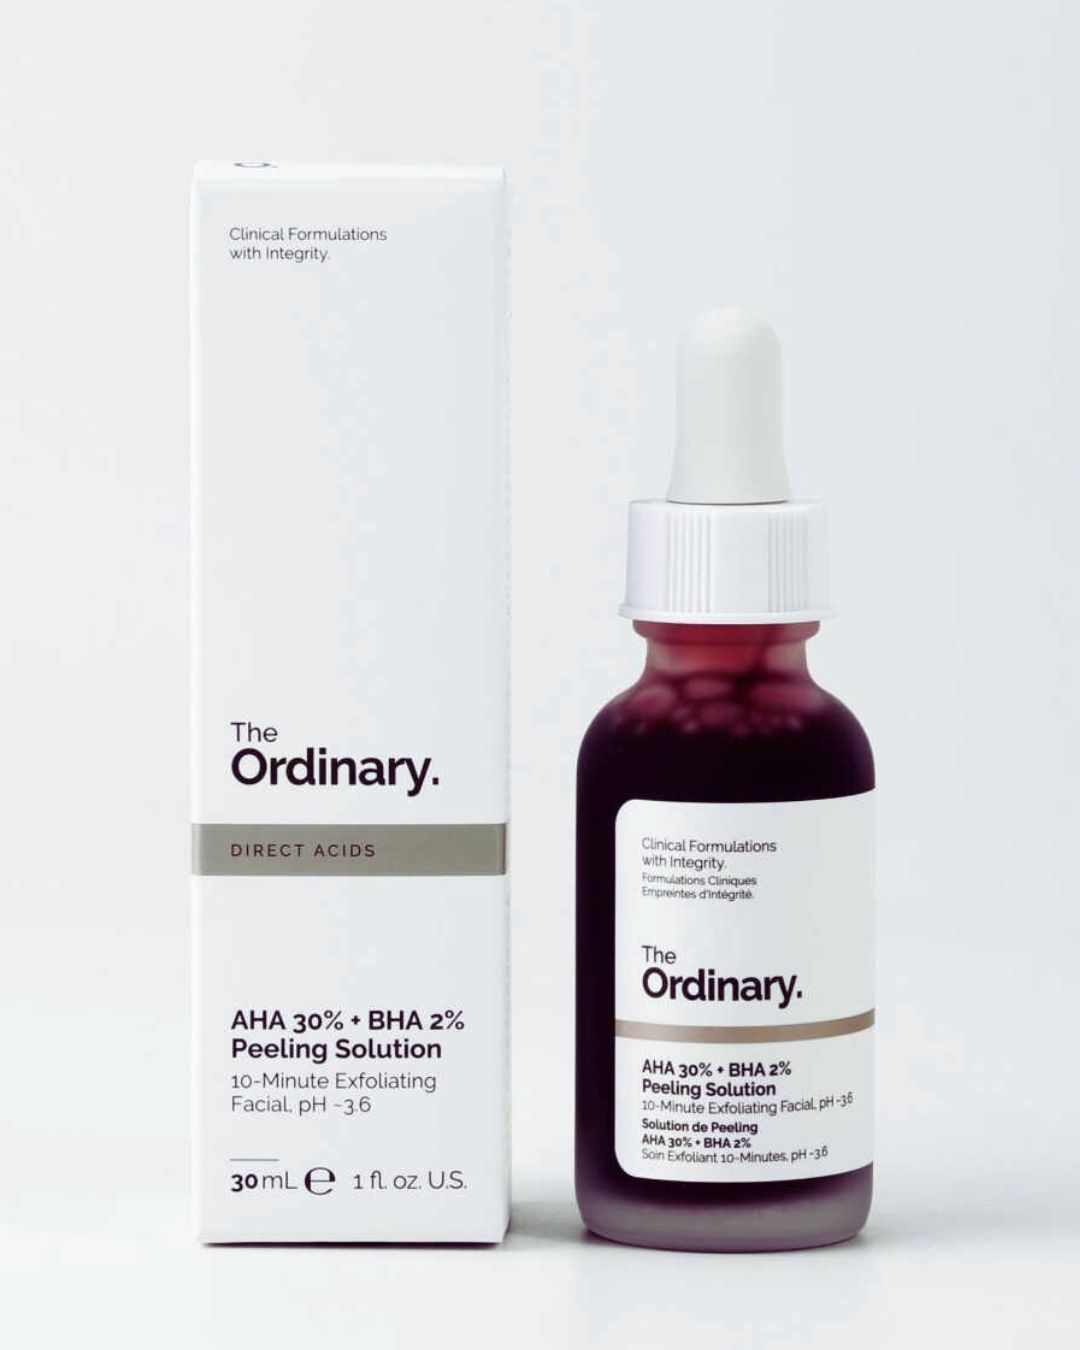 Clinical Formulations
with Integrity.
The
Ordinary.
DIRECT ACIDS
AHA 30% + BHA 2%
Peeling Solution
10-Minute Exfoliating
Facial, pH ~3.6
30 mL ℮ 1 fl. oz. U.S.
Clinical Formulations
with Integrity.
Formulations Cliniques
Empreintes d'Intégrité.
The
Ordinary.
AHA 30% + BHA 2%
Peeling Solution
10-Minute Exfoliating Facial, pH ~3.6
Solution de Peeling
AHA 30% + BHA 2%
Soin Exfoliant 10-Minutes, pH ~3.6